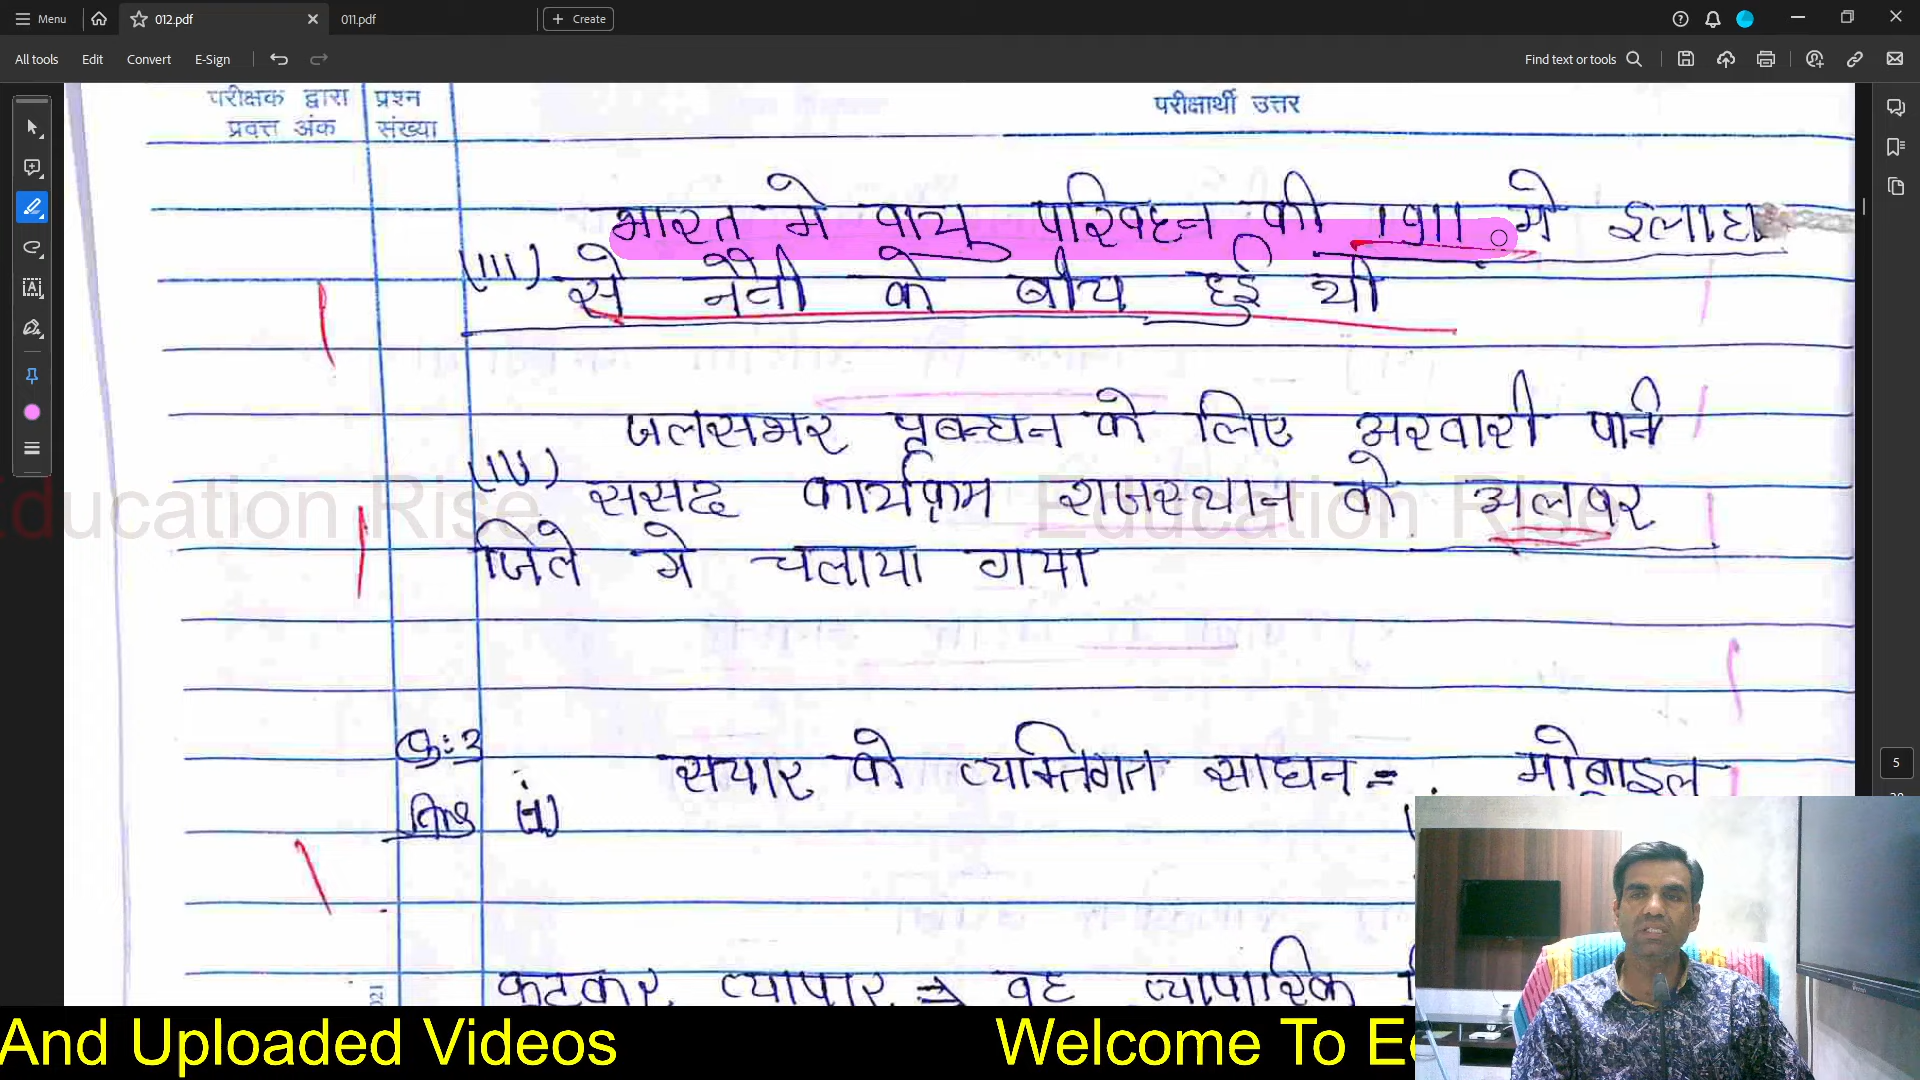 Menu 012.pdf 011.pdf Create
All tools Edit Convert E-Sign Find text or tools
परीक्षक द्वारा प्रदत्त अंक
प्रश्न संख्या
परीक्षार्थी उत्तर
भारत मे वायु परिवहन की 1911 मे इलाहा
(III) से नैनी के बीच हुई थी
जलसंभर प्रबन्धन के लिए अरवारी पानी
(IV) संसद कार्यक्रम राजस्थान के अलवर
जिले मे चलाया गया
Education Rise Education Rise
संचार के व्यक्तिगत साधन = मोबाइल
कटकर व्यापार ⇒ वह व्यापारिक
5
And Uploaded Videos Welcome To